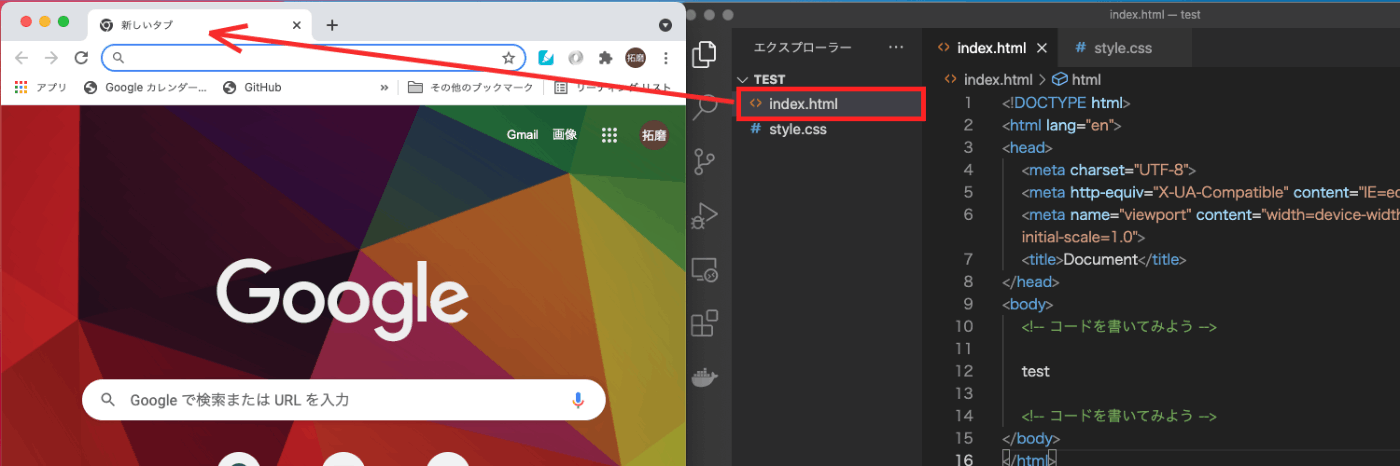 新しいタブ
アプリ
Google カレンダー...
GitHub
»
その他のブックマーク
リーディングリスト
拓磨
Gmail
画像
拓磨
Google
Google で検索または URL を入力
index.html — test
エクスプローラー
TEST
index.html
style.css
index.html
style.css
index.html > html
1 <!DOCTYPE html>
2 <html lang="en">
3 <head>
4 <meta charset="UTF-8">
5 <meta http-equiv="X-UA-Compatible" content="IE=ed
6 <meta name="viewport" content="width=device-width
initial-scale=1.0">
7 <title>Document</title>
8 </head>
9 <body>
10 <!-- コードを書いてみよう -->
11
12 test
13
14 <!-- コードを書いてみよう -->
15 </body>
16 </html>